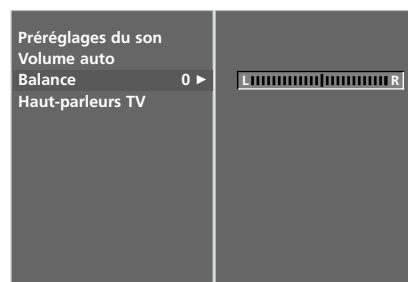 Préréglages du son
Volume auto
Balance 0 ►
L R
Haut-parleurs TV